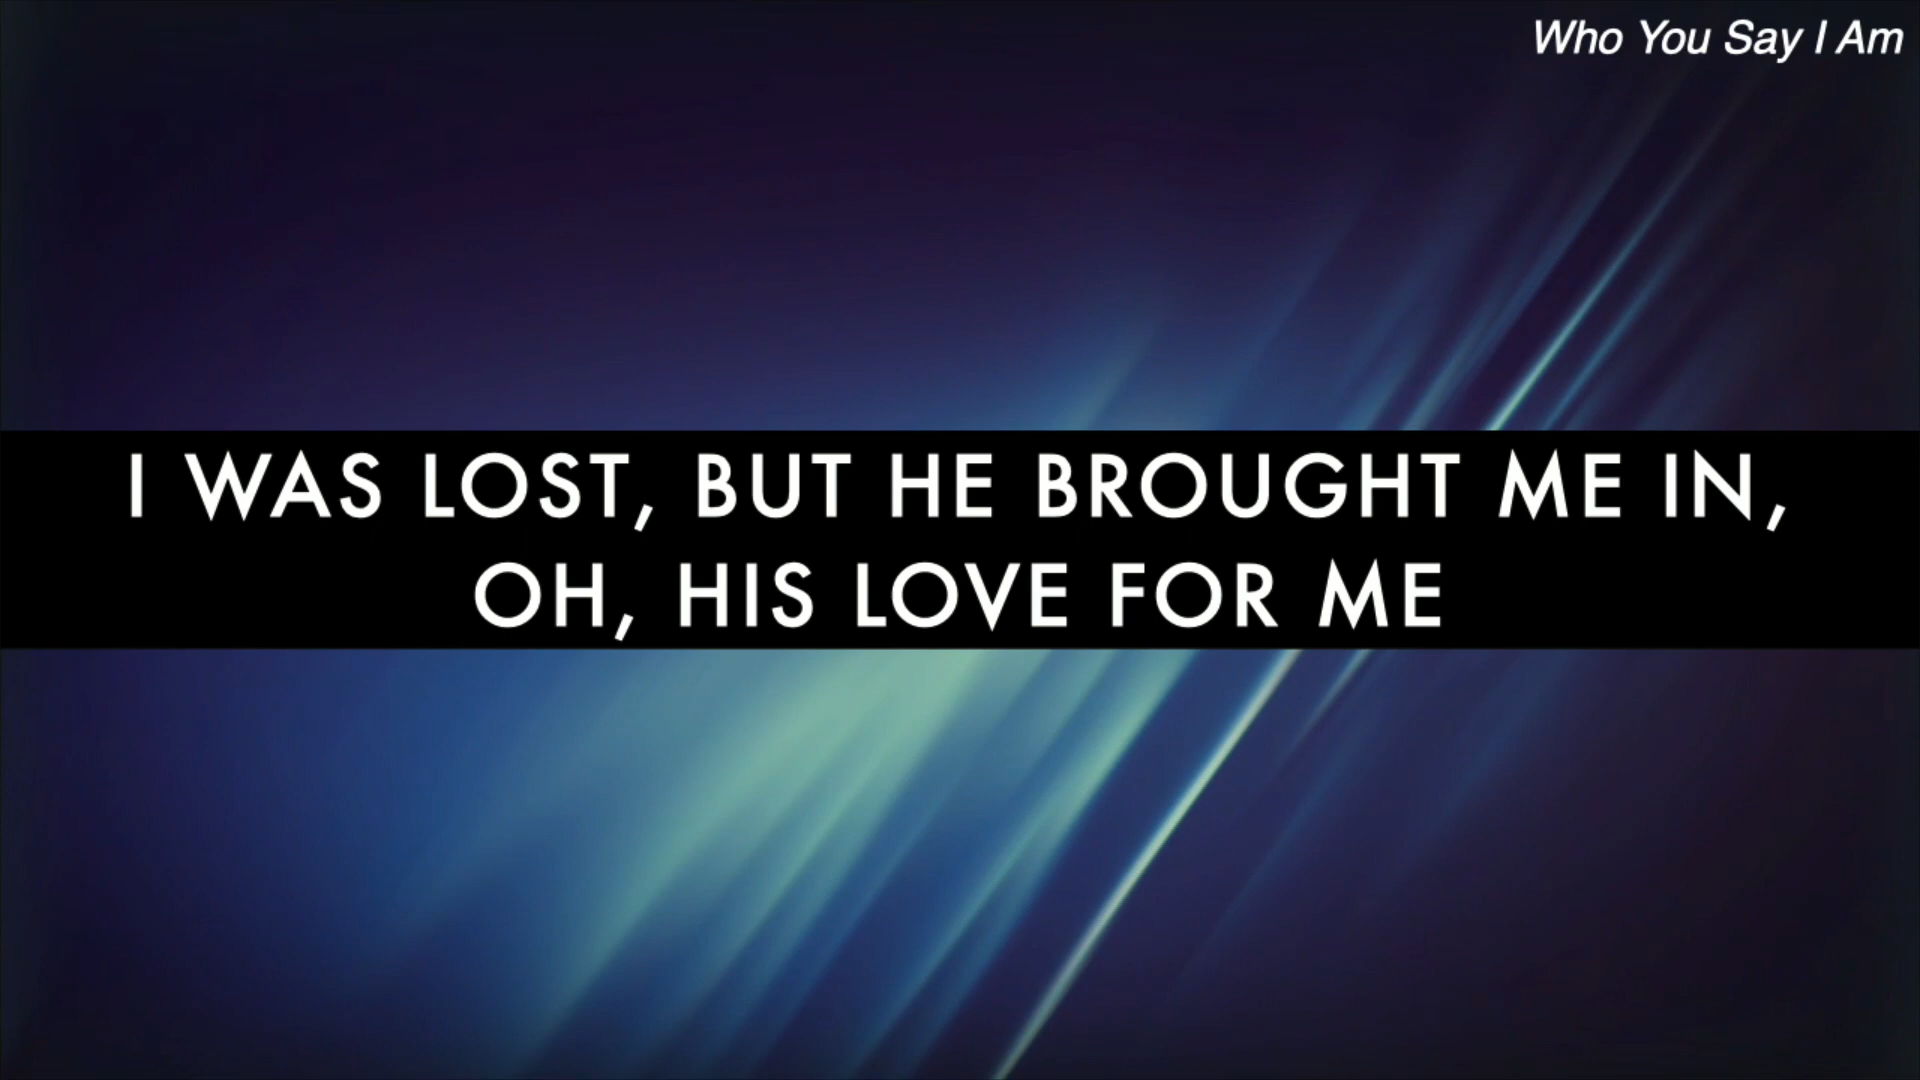 Who You Say I Am
I WAS LOST, BUT HE BROUGHT ME IN,
OH, HIS LOVE FOR ME